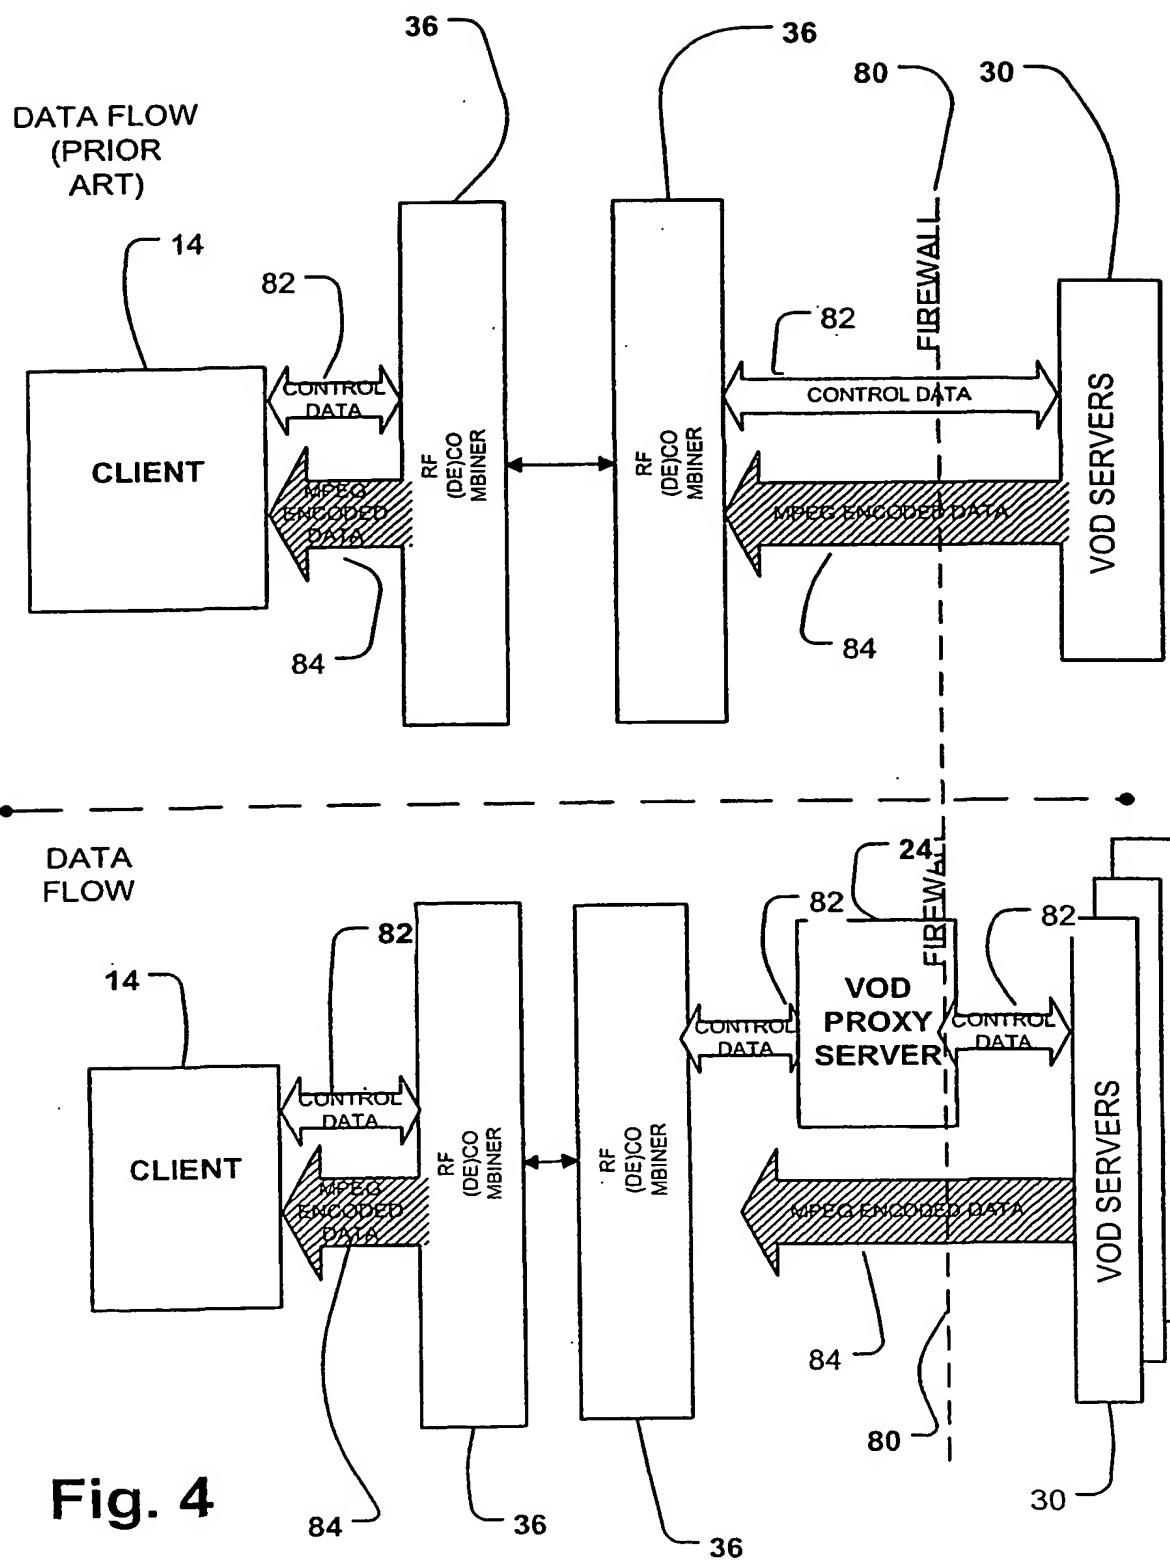 36
36
80
30
DATA FLOW
(PRIOR
ART)
14
82
82
FIREWALL
CONTROL
DATA
CONTROL DATA
CLIENT
RF
(DE)CO
MBINER
RF
(DE)CO
MBINER
VOD SERVERS
MPEG
ENCODED
DATA
MPEG ENCODED DATA
84
84
DATA
FLOW
24
FIREWAL
82
82
82
14
VOD
PROXY
SERVER
CONTROL
DATA
CONTROL
DATA
CONTROL
DATA
CLIENT
RF
(DE)CO
MBINER
RF
(DE)CO
MBINER
VOD SERVERS
MPEG
ENCODED
DATA
MPEG ENCODED DATA
84
80
30
Fig. 4
84
36
36